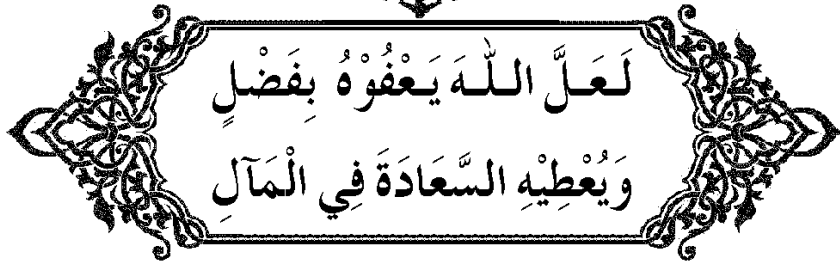 لَعَلَّ اللّٰهَ يَعْفُوْهُ بِفَضْلٍ
وَيُعْطِيْهِ السَّعَادَةَ فِي الْمَآلِ